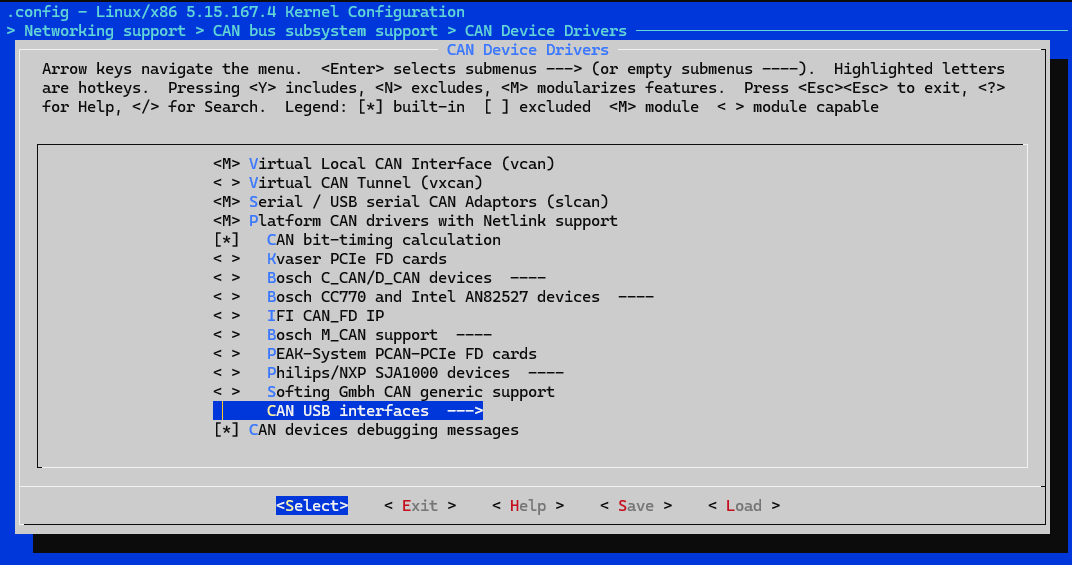 .config - Linux/x86 5.15.167.4 Kernel Configuration
> Networking support > CAN bus subsystem support > CAN Device Drivers
CAN Device Drivers
Arrow keys navigate the menu.  <Enter> selects submenus ---> (or empty submenus ----).  Highlighted letters
are hotkeys.  Pressing <Y> includes, <N> excludes, <M> modularizes features.  Press <Esc><Esc> to exit, <?>
for Help, </> for Search.  Legend: [*] built-in  [ ] excluded  <M> module  < > module capable
<M> Virtual Local CAN Interface (vcan)
< > Virtual CAN Tunnel (vxcan)
<M> Serial / USB serial CAN Adaptors (slcan)
<M> Platform CAN drivers with Netlink support
[*]   CAN bit-timing calculation
< >   Kvaser PCIe FD cards
< >   Bosch C_CAN/D_CAN devices  ----
< >   Bosch CC770 and Intel AN82527 devices  ----
< >   IFI CAN_FD IP
< >   Bosch M_CAN support  ----
< >   PEAK-System PCAN-PCIe FD cards
< >   Philips/NXP SJA1000 devices  ----
< >   Softing Gmbh CAN generic support
CAN USB interfaces  --->
[*] CAN devices debugging messages
<Select>    < Exit >    < Help >    < Save >    < Load >